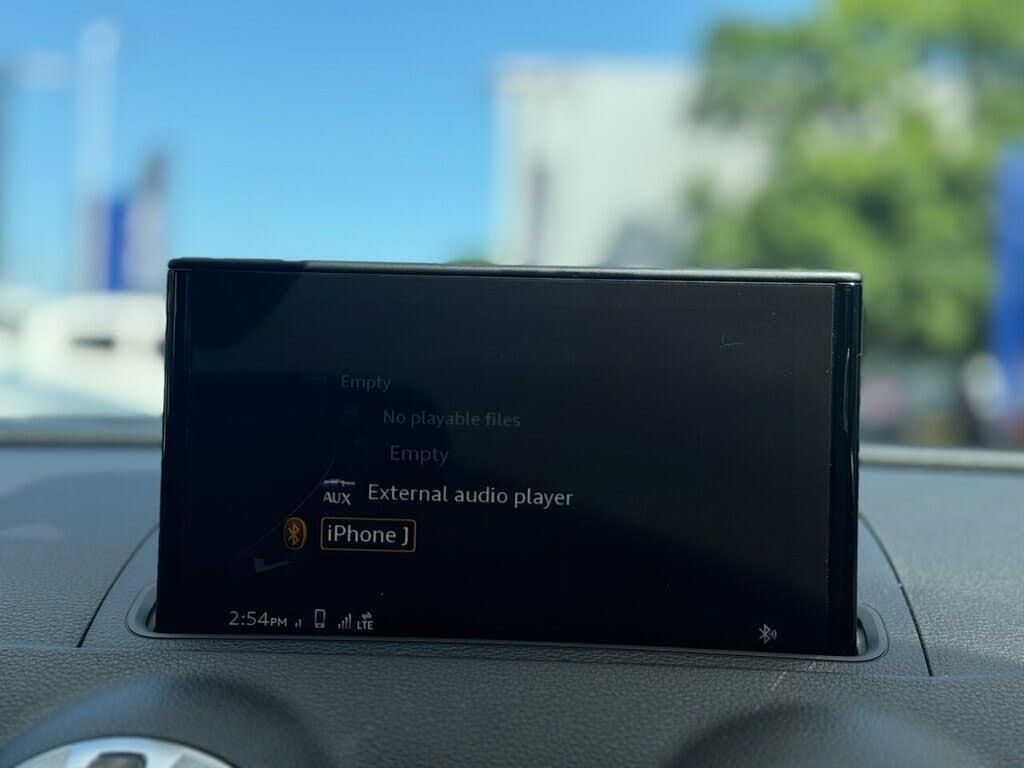 Empty
No playable files
Empty
AUX External audio player
iPhone J
2:54PM LTE